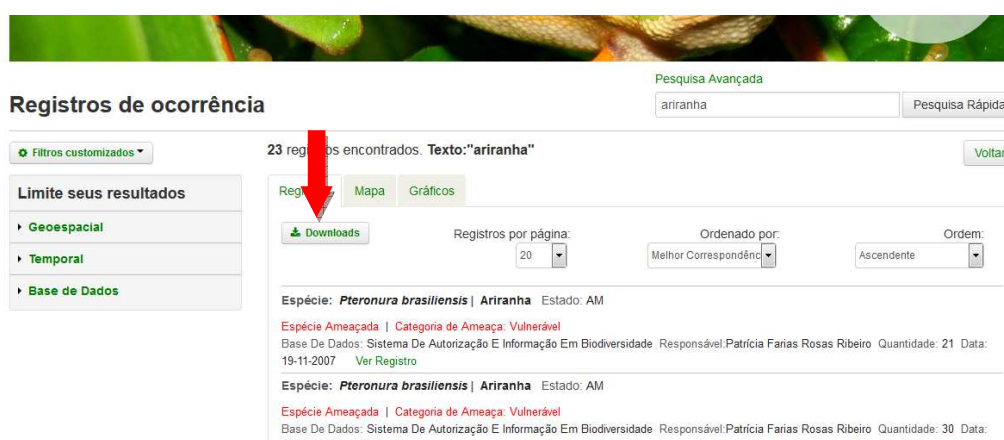 Pesquisa Avançada
Registros de ocorrência
ariranha
Pesquisa Rápida
Filtros customizados
23 registros encontrados. Texto:"ariranha"
Voltar
Limite seus resultados
Geoespacial
Temporal
Base de Dados
Mapa
Gráficos
Downloads
Registros por página:
20
Ordenado por:
Melhor Correspondênc
Ordem:
Ascendente
Espécie: Pteronura brasiliensis | Ariranha Estado: AM
Espécie Ameaçada | Categoria de Ameaça: Vulnerável
Base De Dados: Sistema De Autorização E Informação Em Biodiversidade Responsável:Patrícia Farias Rosas Ribeiro Quantidade: 21 Data:
19-11-2007 Ver Registro
Espécie: Pteronura brasiliensis | Ariranha Estado: AM
Espécie Ameaçada | Categoria de Ameaça: Vulnerável
Base De Dados: Sistema De Autorização E Informação Em Biodiversidade Responsável:Patrícia Farias Rosas Ribeiro Quantidade: 30 Data: